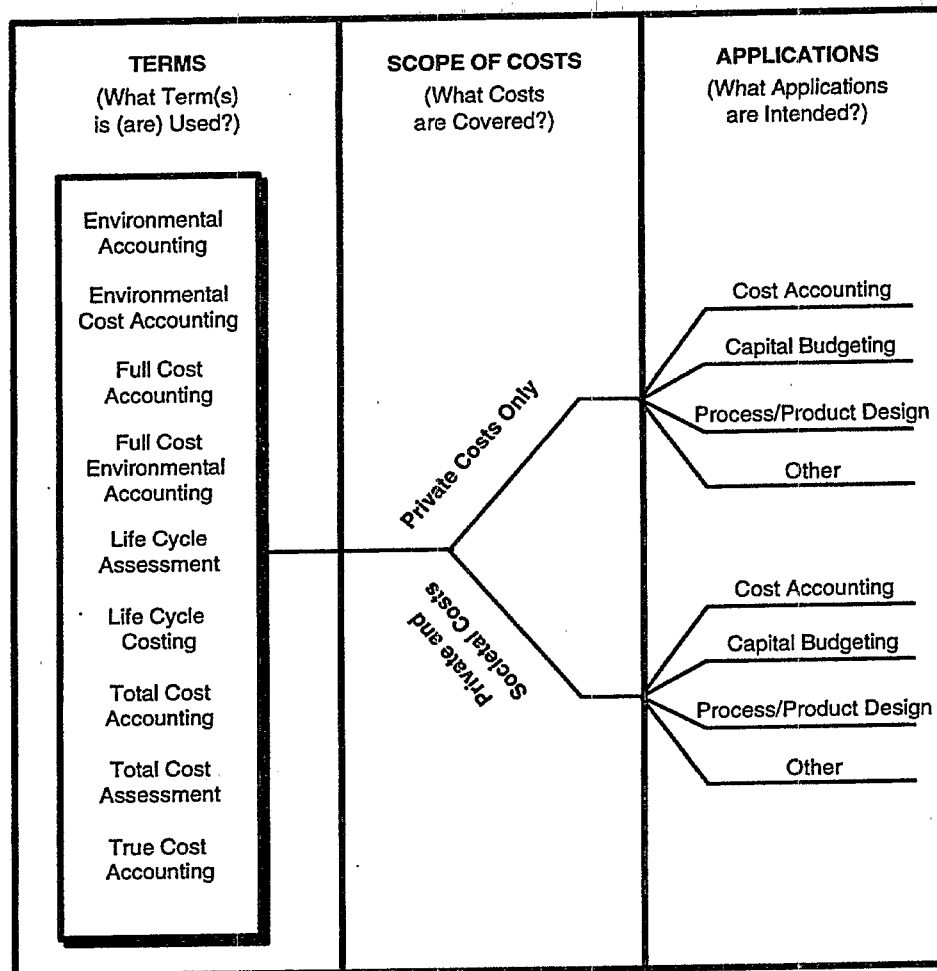 TERMS
(What Term(s)
is (are) Used?)
Environmental
Accounting
Environmental
Cost Accounting
Full Cost
Accounting
Full Cost
Environmental
Accounting
Life Cycle
Assessment
Life Cycle
Costing
Total Cost
Accounting
Total Cost
Assessment
True Cost
Accounting
SCOPE OF COSTS
(What Costs
are Covered?)
Private Costs Only
Private and
Societal Costs
APPLICATIONS
(What Applications
are Intended?)
Cost Accounting
Capital Budgeting
Process/Product Design
Other
Cost Accounting
Capital Budgeting
Process/Product Design
Other